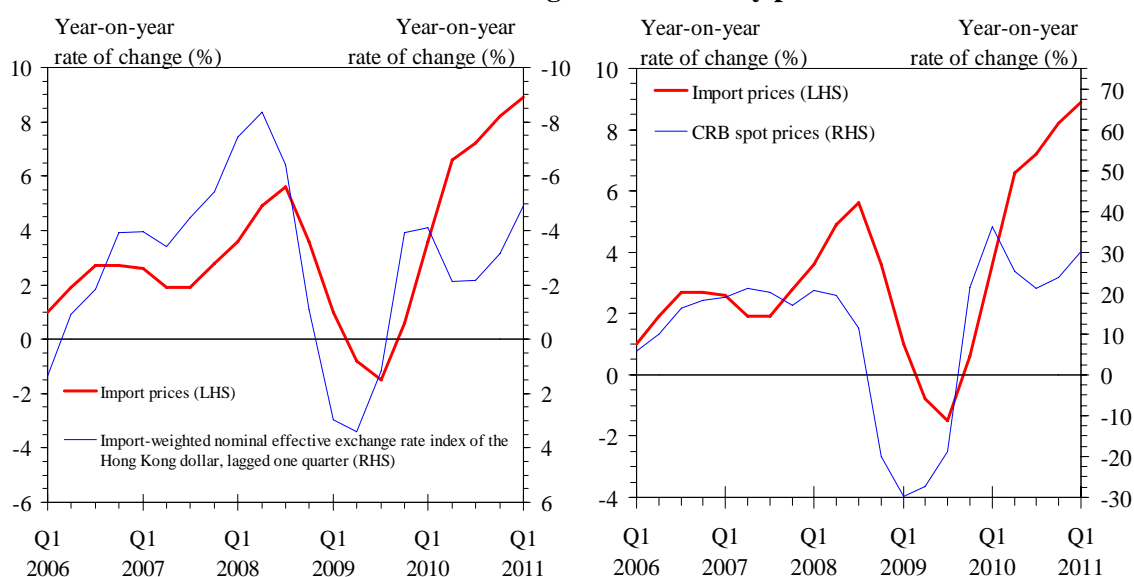 Year-on-year
rate of change (%)
Year-on-year
rate of change (%)
10
8
6
4
2
0
-2
-4
-6
-10
-8
-6
-4
-2
0
2
4
6
Import prices (LHS)
Import-weighted nominal effective exchange rate index of the
Hong Kong dollar, lagged one quarter (RHS)
Q1 Q1 Q1 Q1 Q1 Q1
2006 2007 2008 2009 2010 2011
Year-on-year
rate of change (%)
Year-on-year
rate of change (%)
10
8
6
4
2
0
-2
-4
70
60
50
40
30
20
10
0
-10
-20
-30
Import prices (LHS)
CRB spot prices (RHS)
Q1 Q1 Q1 Q1 Q1 Q1
2006 2007 2008 2009 2010 2011